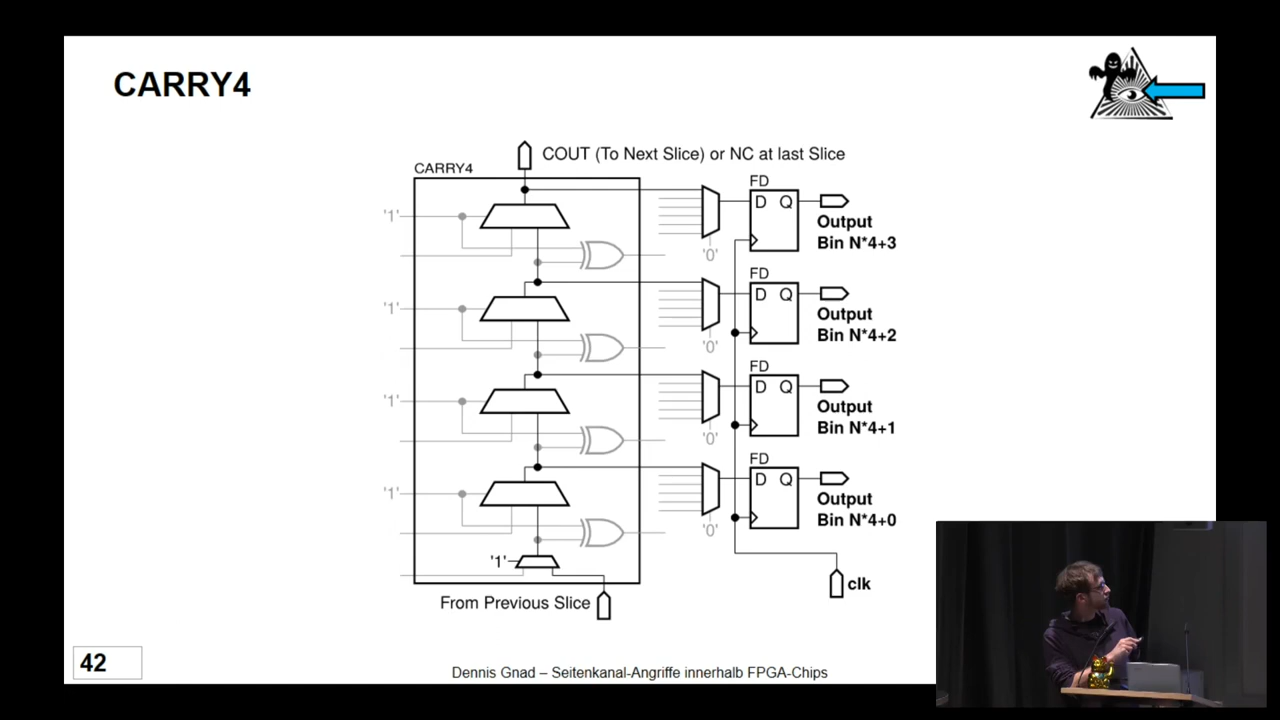 CARRY4
COUT (To Next Slice) or NC at last Slice
CARRY4
FD
'1'
D Q
Output
Bin N*4+3
'0'
FD
'1'
D Q
Output
Bin N*4+2
'0'
FD
'1'
D Q
Output
Bin N*4+1
'0'
FD
'1'
D Q
Output
Bin N*4+0
'0'
'1'
clk
From Previous Slice
42
Dennis Gnad – Seitenkanal-Angriffe innerhalb FPGA-Chips